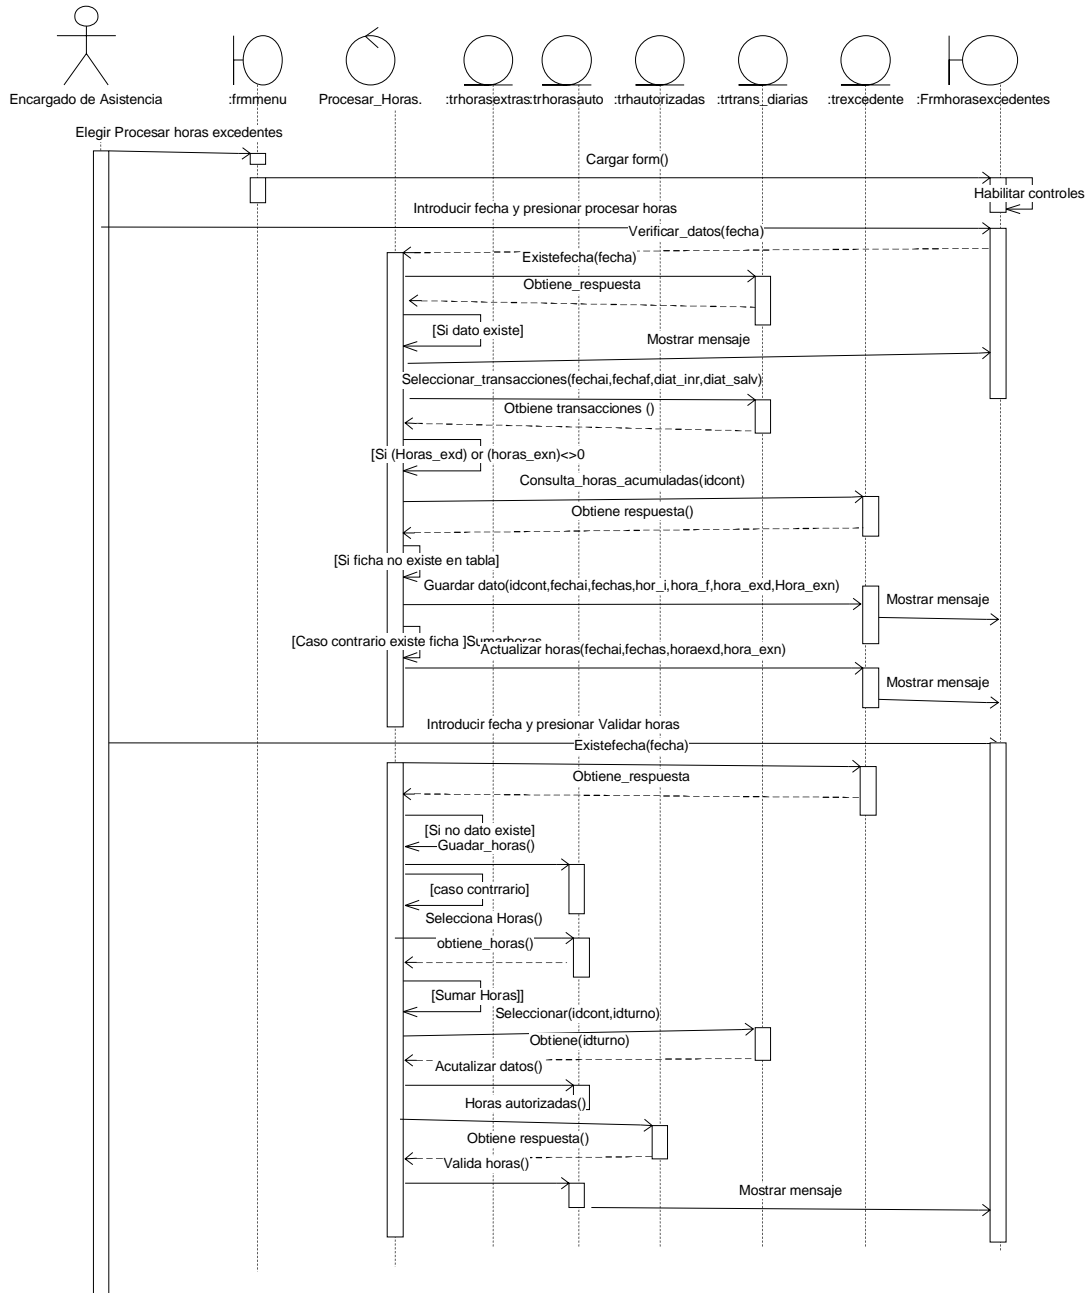 Encargado de Asistencia
:frmmenu
Procesar_Horas.
:trhorasextras
:trhorasauto
:trhautorizadas
:trtrans_diarias
:trexcedente
:Frmhorasexcedentes
Elegir Procesar horas excedentes
Cargar form()
Habilitar controles
Introducir fecha y presionar procesar horas
Verificar_datos(fecha)
Existefecha(fecha)
Obtiene_respuesta
[Si dato existe]
Mostrar mensaje
Seleccionar_transacciones(fechai,fechaf,diat_inr,diat_salv)
Otbiene transacciones ()
[Si (Horas_exd) or (horas_exn)<>0
Consulta_horas_acumuladas(idcont)
Obtiene respuesta()
[Si ficha no existe en tabla]
Guardar dato(idcont,fechai,fechas,hor_i,hora_f,hora_exd,Hora_exn)
Mostrar mensaje
[Caso contrario existe ficha ]Sumarhoras
Actualizar horas(fechai,fechas,horaexd,hora_exn)
Mostrar mensaje
Introducir fecha y presionar Validar horas
Existefecha(fecha)
Obtiene_respuesta
[Si no dato existe]
Guadar_horas()
[caso contrrario]
Selecciona Horas()
obtiene_horas()
[Sumar Horas]]
Seleccionar(idcont,idturno)
Obtiene(idturno)
Acutalizar datos()
Horas autorizadas()
Obtiene respuesta()
Valida horas()
Mostrar mensaje